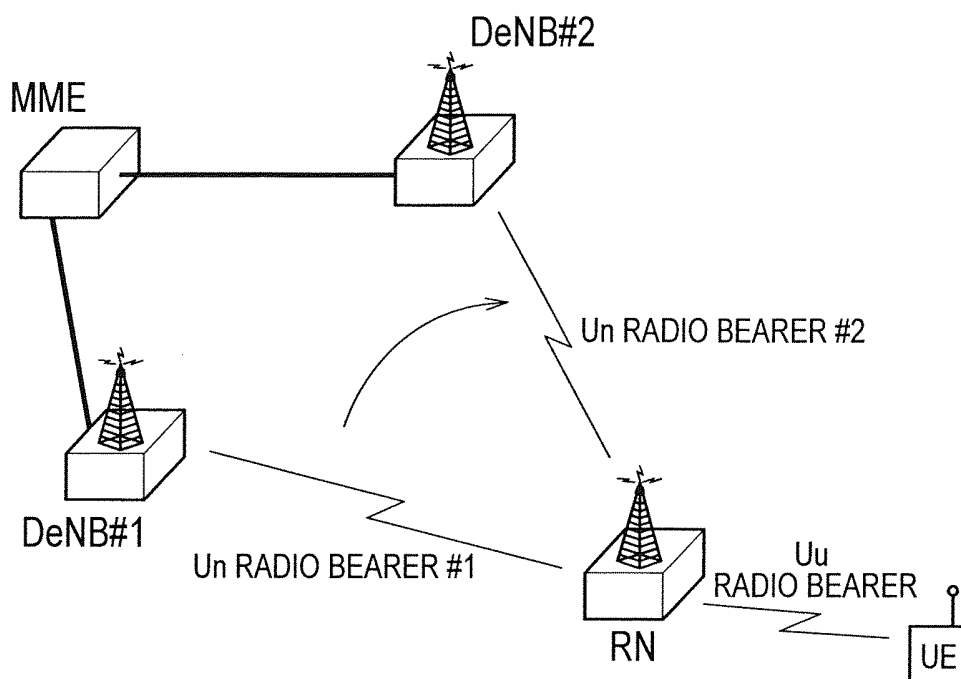 DeNB#2
MME
Un RADIO BEARER #2
DeNB#1
Un RADIO BEARER #1
Uu
RADIO BEARER
RN
UE